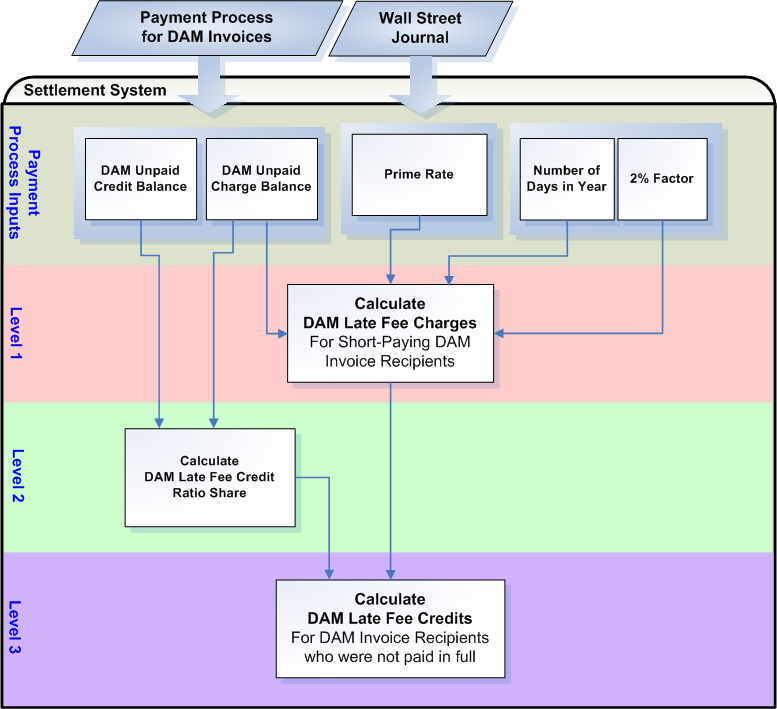 Payment Process
for DAM Invoices
Wall Street
Journal
Settlement System
Payment
Process Inputs
DAM Unpaid
Credit Balance
DAM Unpaid
Charge Balance
Prime Rate
Number of
Days in Year
2% Factor
Level 1
Calculate
DAM Late Fee Charges
For Short-Paying DAM
Invoice Recipients
Level 2
Calculate
DAM Late Fee Credit
Ratio Share
Level 3
Calculate
DAM Late Fee Credits
For DAM Invoice Recipients
who were not paid in full